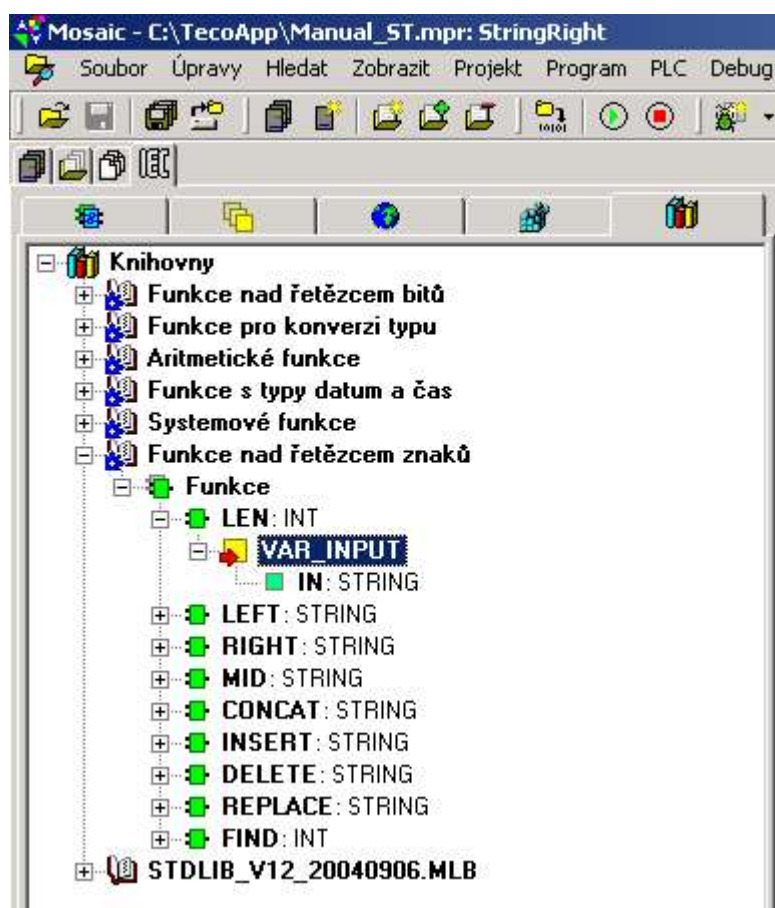 Mosaic - C:\TecoApp\Manual_ST.mpr: StringRight
Soubor Úpravy Hledat Zobrazit Projekt Program PLC Debug
Knihovny
Funkce nad řetězcem bitů
Funkce pro konverzi typu
Aritmetické funkce
Funkce s typy datum a čas
Systemové funkce
Funkce nad řetězcem znaků
Funkce
LEN: INT
VAR_INPUT
IN: STRING
LEFT: STRING
RIGHT: STRING
MID: STRING
CONCAT: STRING
INSERT: STRING
DELETE: STRING
REPLACE: STRING
FIND: INT
STDLIB_V12_20040906.MLB